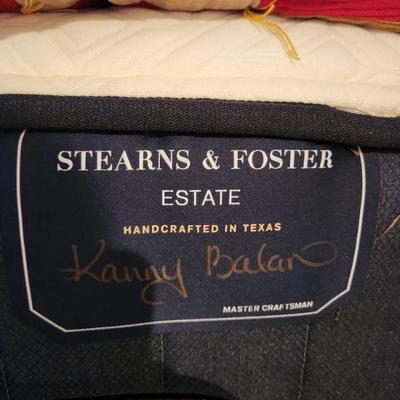 STEARNS & FOSTER
ESTATE
HANDCRAFTED IN TEXAS
Kanny Balan
MASTER CRAFTSMAN